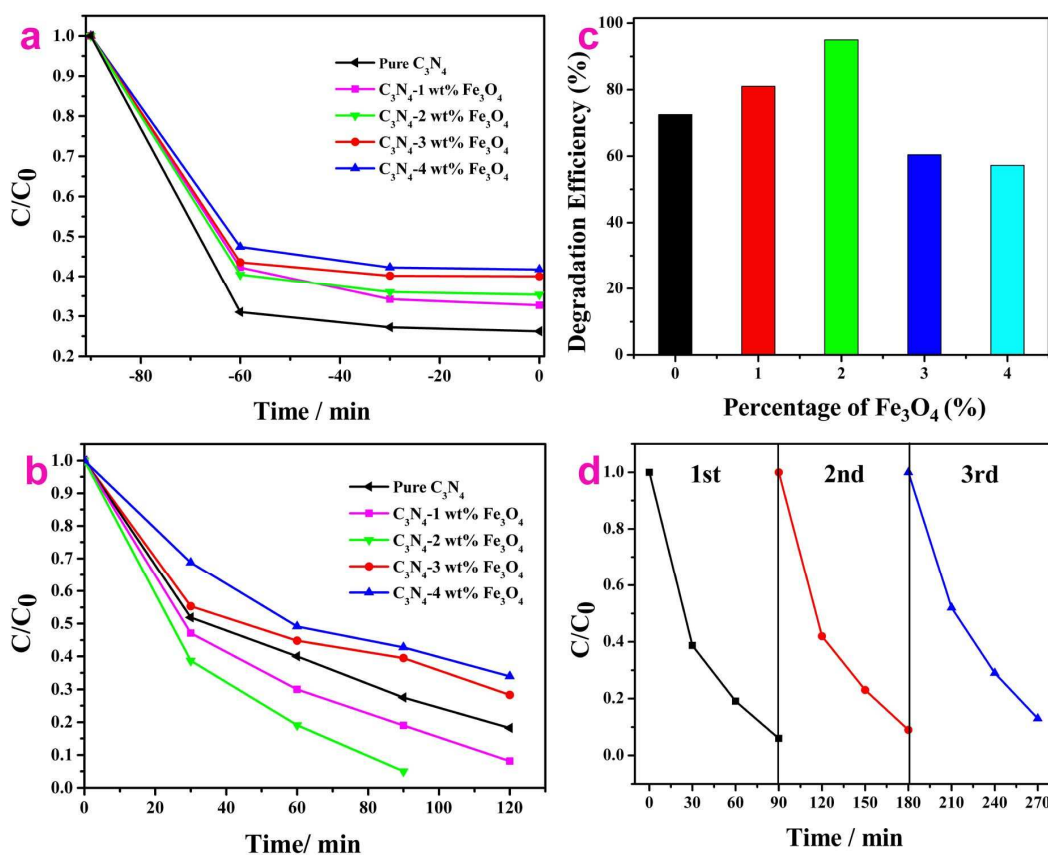 a
1.0
0.9
0.8
0.7
0.6
0.5
0.4
0.3
0.2
C/C₀
-80 -60 -40 -20 0
Time / min
Pure C₃N₄
C₃N₄-1 wt% Fe₃O₄
C₃N₄-2 wt% Fe₃O₄
C₃N₄-3 wt% Fe₃O₄
C₃N₄-4 wt% Fe₃O₄
c
100
80
60
40
20
0
Degradation Efficiency (%)
0 1 2 3 4
Percentage of Fe₃O₄ (%)
b
1.0
0.9
0.8
0.7
0.6
0.5
0.4
0.3
0.2
0.1
0.0
C/C₀
0 20 40 60 80 100 120
Time/ min
Pure C₃N₄
C₃N₄-1 wt% Fe₃O₄
C₃N₄-2 wt% Fe₃O₄
C₃N₄-3 wt% Fe₃O₄
C₃N₄-4 wt% Fe₃O₄
d
1st 2nd 3rd
1.0
0.8
0.6
0.4
0.2
0.0
C/C₀
0 30 60 90 120 150 180 210 240 270
Time / min